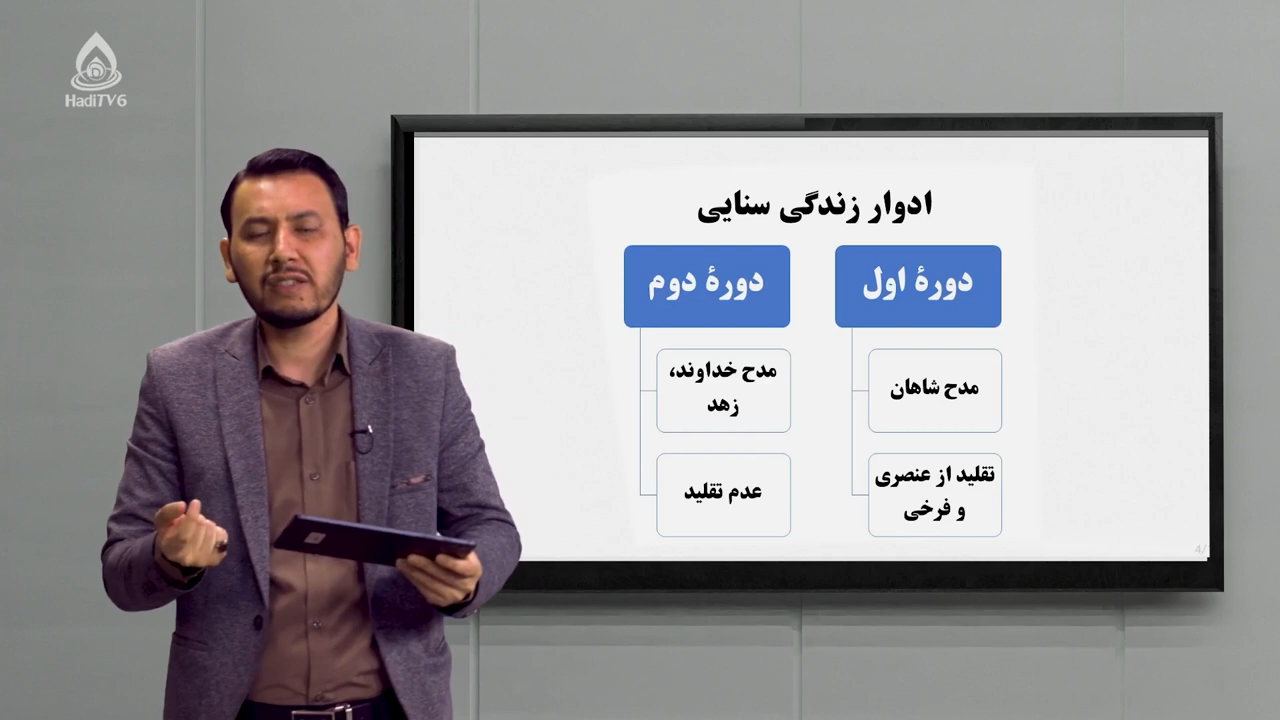 HadiTV6
ادوار زندگی سنایی
دورهٔ اول
مدح شاهان
تقلید از عنصری
و فرخی
دورهٔ دوم
مدح خداوند،
زهد
عدم تقلید
4/